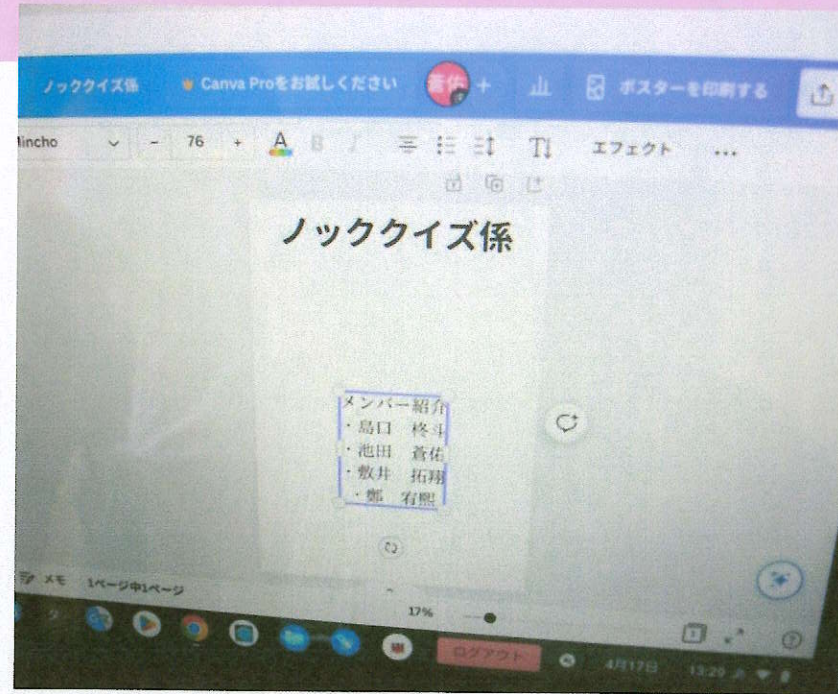 ノッククイズ係
Canva Proをお試しください
蒼佑
+
ポスターを印刷する
Mincho
- 76 +
A B I
エフェクト
...
ノッククイズ係
メンバー紹介
・島口 柊斗
・池田 蒼佑
・敷井 拓翔
・鄭 宥熙
メモ
1ページ中1ページ
17%
ログアウト
4月17日
13:29